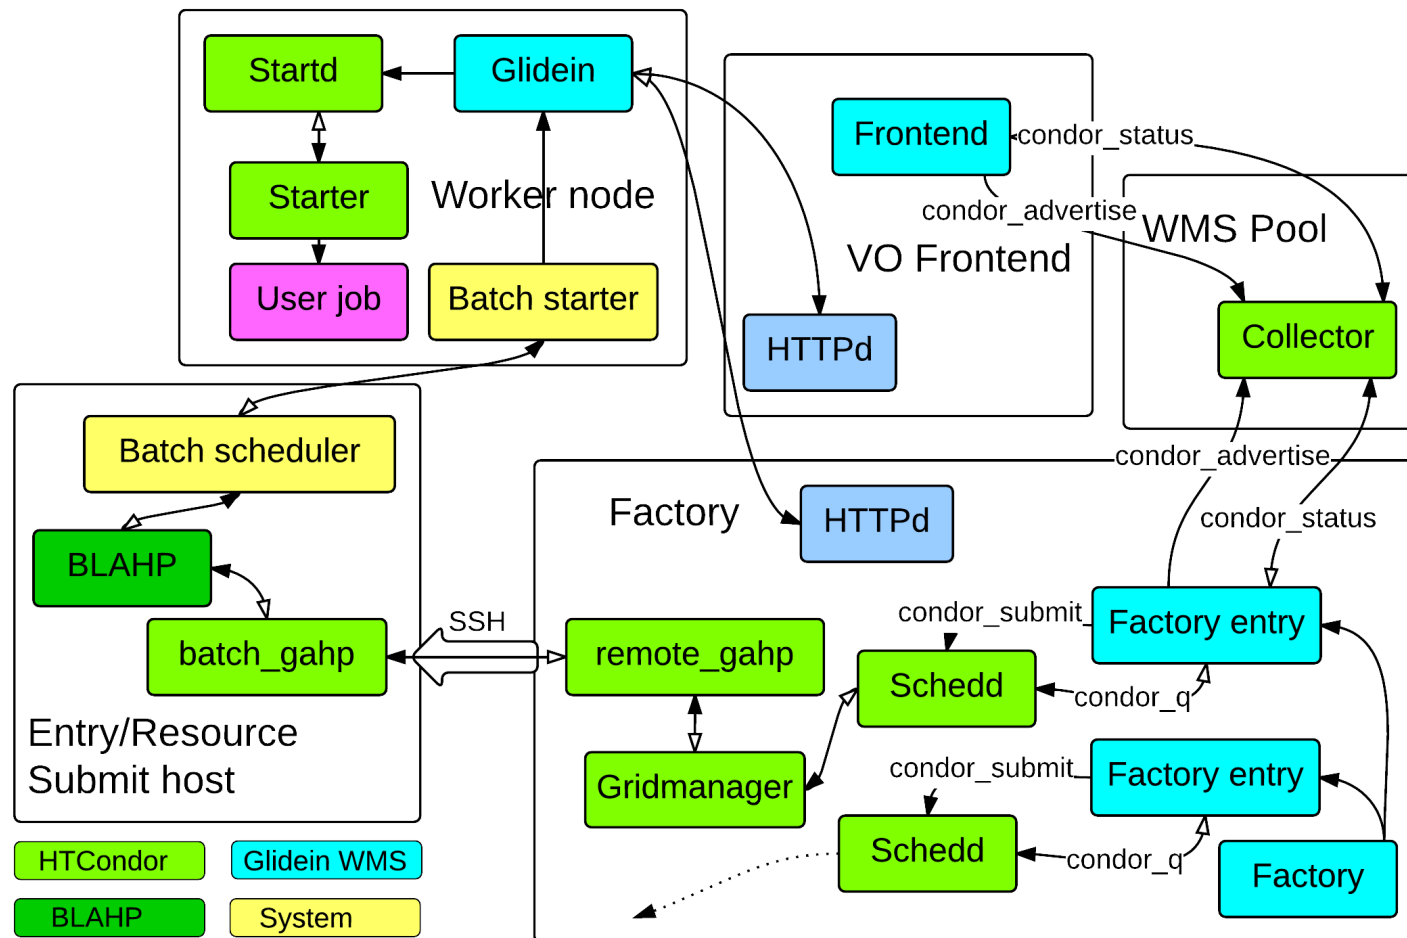 Startd
Glidein
Starter
Worker node
User job
Batch starter
Frontend
condor_status
condor_advertise
WMS Pool
VO Frontend
HTTPd
Collector
Batch scheduler
BLAHP
batch_gahp
Entry/Resource
Submit host
SSH
Factory
HTTPd
condor_advertise
condor_status
remote_gahp
Gridmanager
condor_submit
Factory entry
Schedd
condor_q
condor_submit
Factory entry
Schedd
condor_q
Factory
HTCondor
Glidein WMS
BLAHP
System